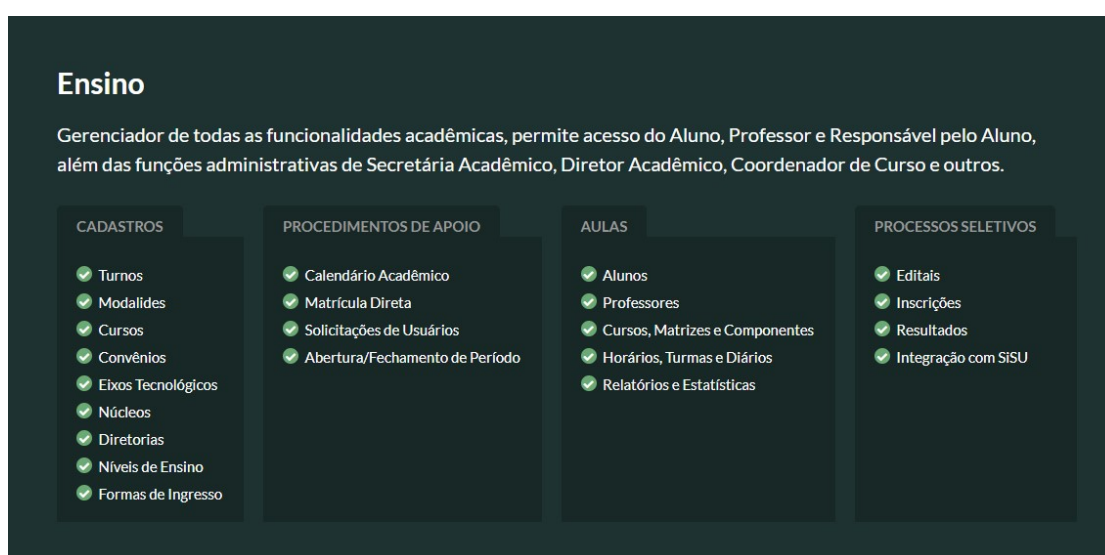 Ensino
Gerenciador de todas as funcionalidades acadêmicas, permite acesso do Aluno, Professor e Responsável pelo Aluno,
além das funções administrativas de Secretária Acadêmico, Diretor Acadêmico, Coordenador de Curso e outros.
CADASTROS
Turnos
Modalides
Cursos
Convênios
Eixos Tecnológicos
Núcleos
Diretorias
Níveis de Ensino
Formas de Ingresso
PROCEDIMENTOS DE APOIO
Calendário Acadêmico
Matrícula Direta
Solicitações de Usuários
Abertura/Fechamento de Período
AULAS
Alunos
Professores
Cursos, Matrizes e Componentes
Horários, Turmas e Diários
Relatórios e Estatísticas
PROCESSOS SELETIVOS
Editais
Inscrições
Resultados
Integração com SiSU